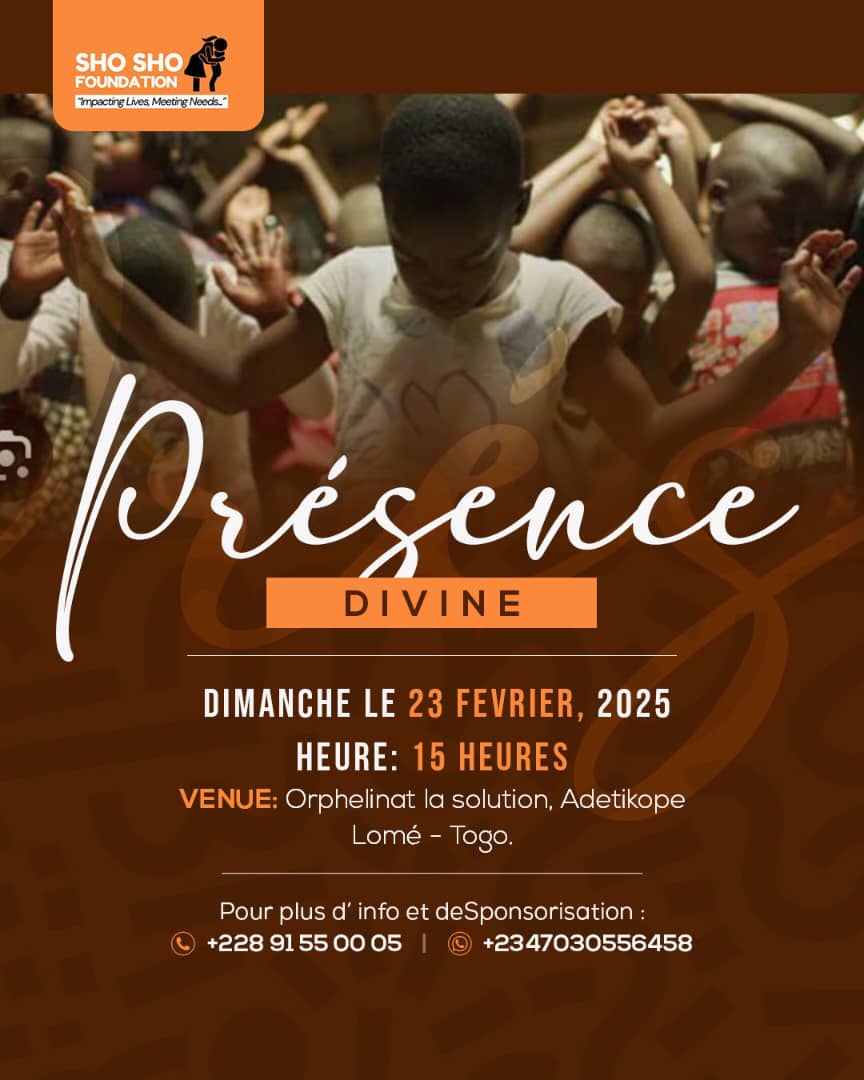 SHO SHO
FOUNDATION
"Impacting Lives, Meeting Needs..."
Présence
DIVINE
DIMANCHE LE 23 FEVRIER, 2025
HEURE: 15 HEURES
VENUE: Orphelinat la solution, Adetikope
Lomé - Togo.
Pour plus d' info et deSponsorisation :
+228 91 55 00 05 | +2347030556458